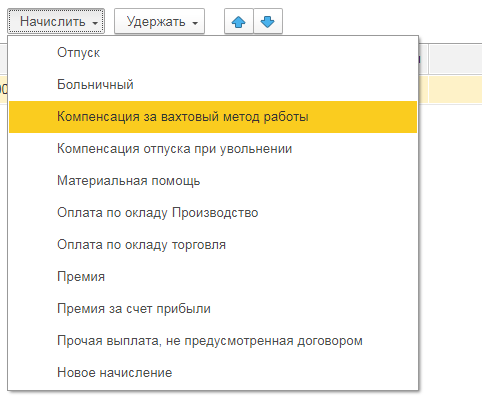 Начислить Удержать
Отпуск
Больничный
Компенсация за вахтовый метод работы
Компенсация отпуска при увольнении
Материальная помощь
Оплата по окладу Производство
Оплата по окладу торговля
Премия
Премия за счет прибыли
Прочая выплата, не предусмотренная договором
Новое начисление